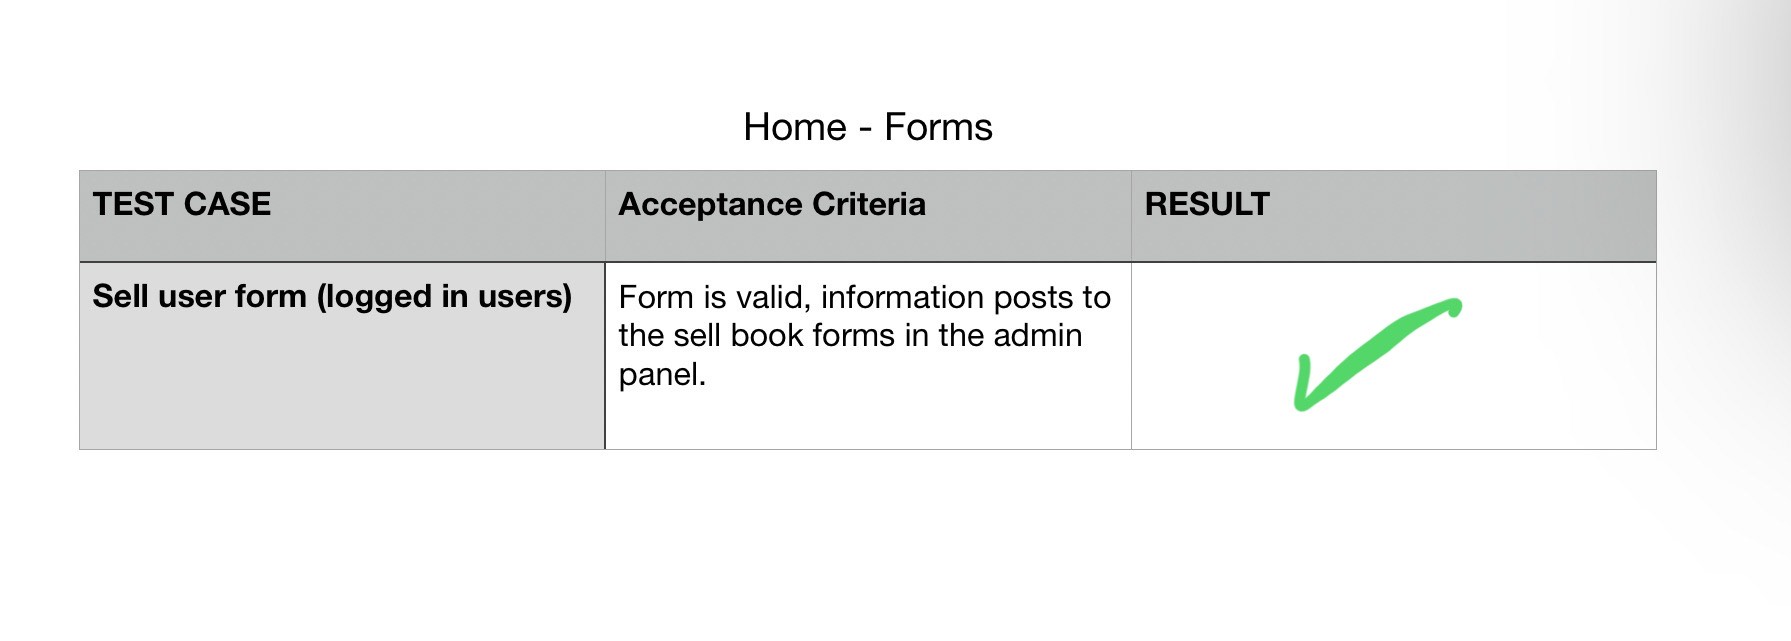 Home - Forms
TEST CASE
Acceptance Criteria
RESULT
Sell user form (logged in users)
Form is valid, information posts to
the sell book forms in the admin
panel.